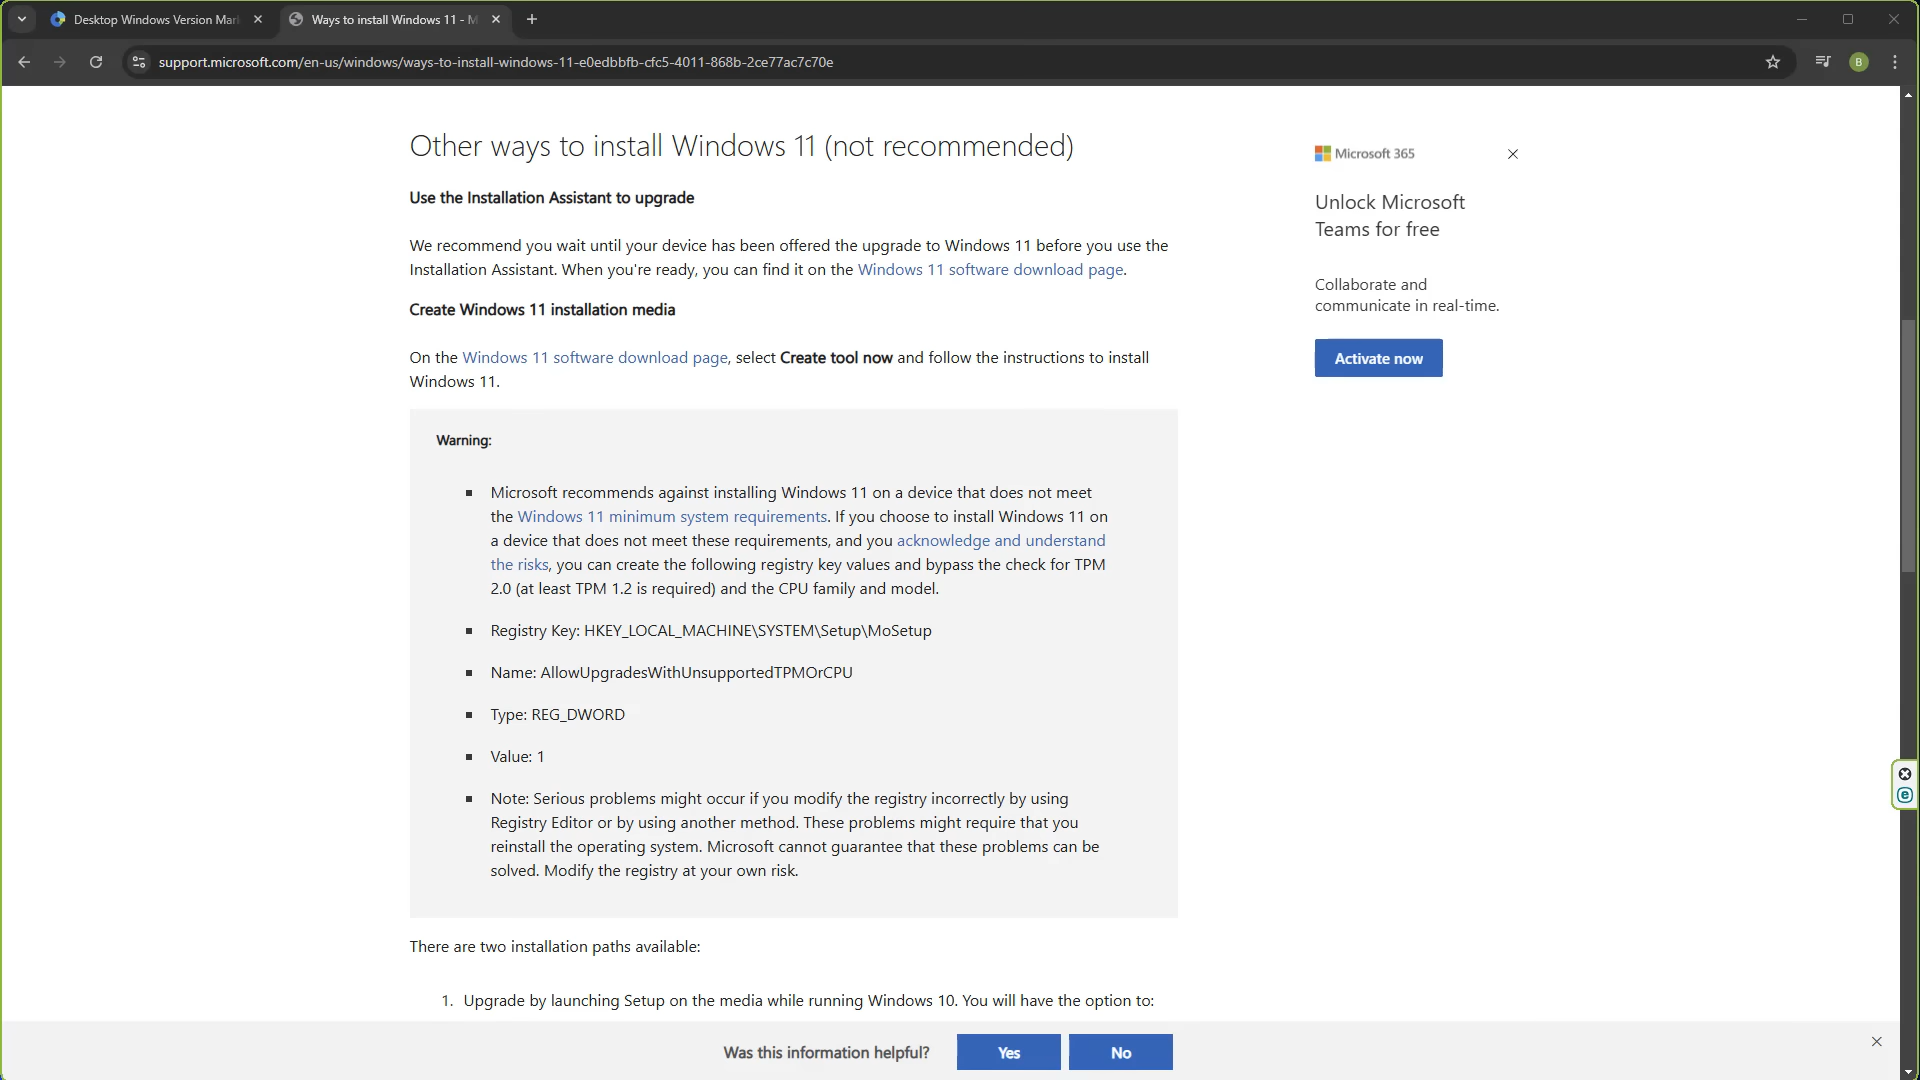 Desktop Windows Version Mar
Ways to install Windows 11 - M
support.microsoft.com/en-us/windows/ways-to-install-windows-11-e0edbbfb-cfc5-4011-868b-2ce77ac7c70e
B
Other ways to install Windows 11 (not recommended)
Use the Installation Assistant to upgrade
We recommend you wait until your device has been offered the upgrade to Windows 11 before you use the
Installation Assistant. When you're ready, you can find it on the Windows 11 software download page.
Create Windows 11 installation media
On the Windows 11 software download page, select Create tool now and follow the instructions to install
Windows 11.
Warning:
Microsoft recommends against installing Windows 11 on a device that does not meet
the Windows 11 minimum system requirements. If you choose to install Windows 11 on
a device that does not meet these requirements, and you acknowledge and understand
the risks, you can create the following registry key values and bypass the check for TPM
2.0 (at least TPM 1.2 is required) and the CPU family and model.
Registry Key: HKEY_LOCAL_MACHINE\SYSTEM\Setup\MoSetup
Name: AllowUpgradesWithUnsupportedTPMOrCPU
Type: REG_DWORD
Value: 1
Note: Serious problems might occur if you modify the registry incorrectly by using
Registry Editor or by using another method. These problems might require that you
reinstall the operating system. Microsoft cannot guarantee that these problems can be
solved. Modify the registry at your own risk.
There are two installation paths available:
1. Upgrade by launching Setup on the media while running Windows 10. You will have the option to:
Microsoft 365
Unlock Microsoft
Teams for free
Collaborate and
communicate in real-time.
Activate now
Was this information helpful?
Yes
No